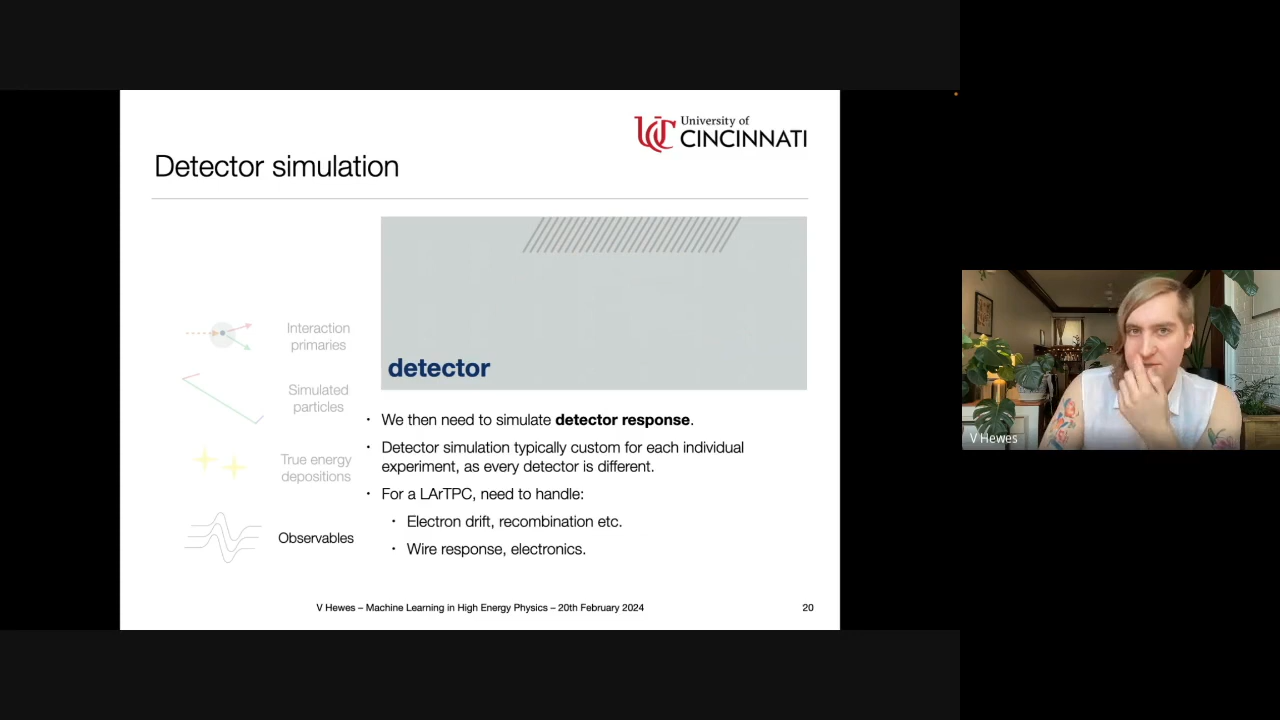 University of
CINCINNATI
Detector simulation
detector
Interaction
primaries
Simulated
particles
True energy
depositions
Observables
· We then need to simulate detector response.
· Detector simulation typically custom for each individual
experiment, as every detector is different.
· For a LArTPC, need to handle:
· Electron drift, recombination etc.
· Wire response, electronics.
V Hewes – Machine Learning in High Energy Physics – 20th February 2024
20
V Hewes